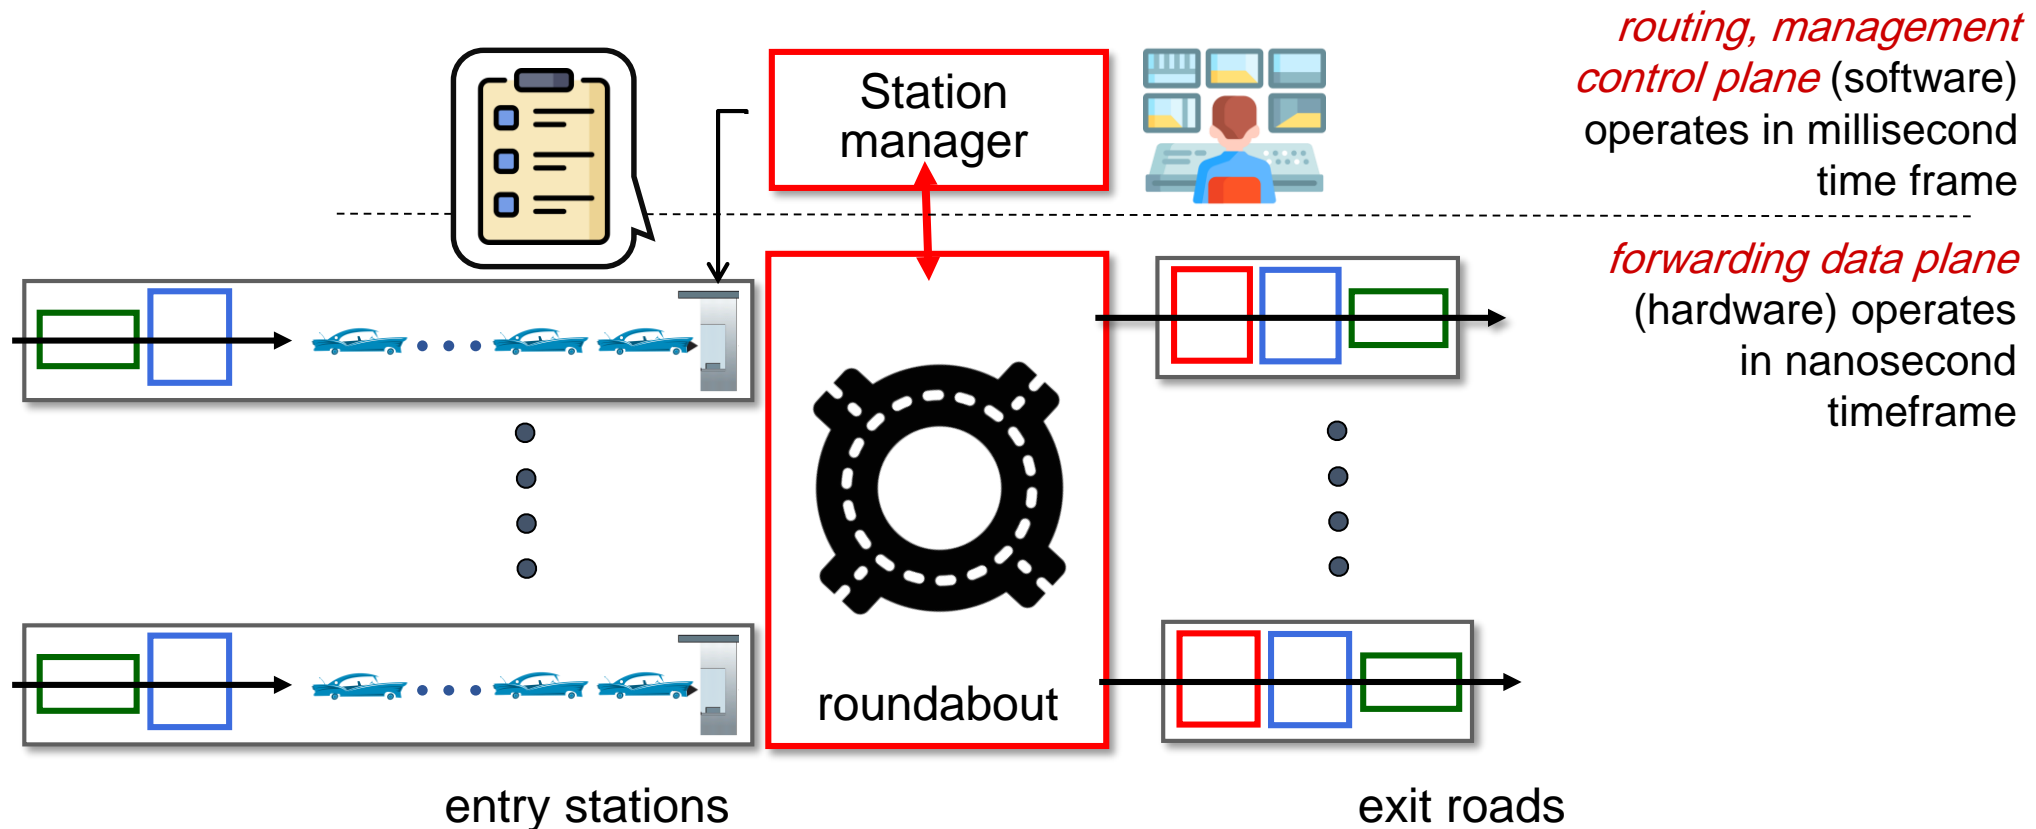 routing, management
control plane (software)
operates in millisecond
time frame
Station
manager
forwarding data plane
(hardware) operates
in nanosecond
timeframe
roundabout
entry stations
exit roads